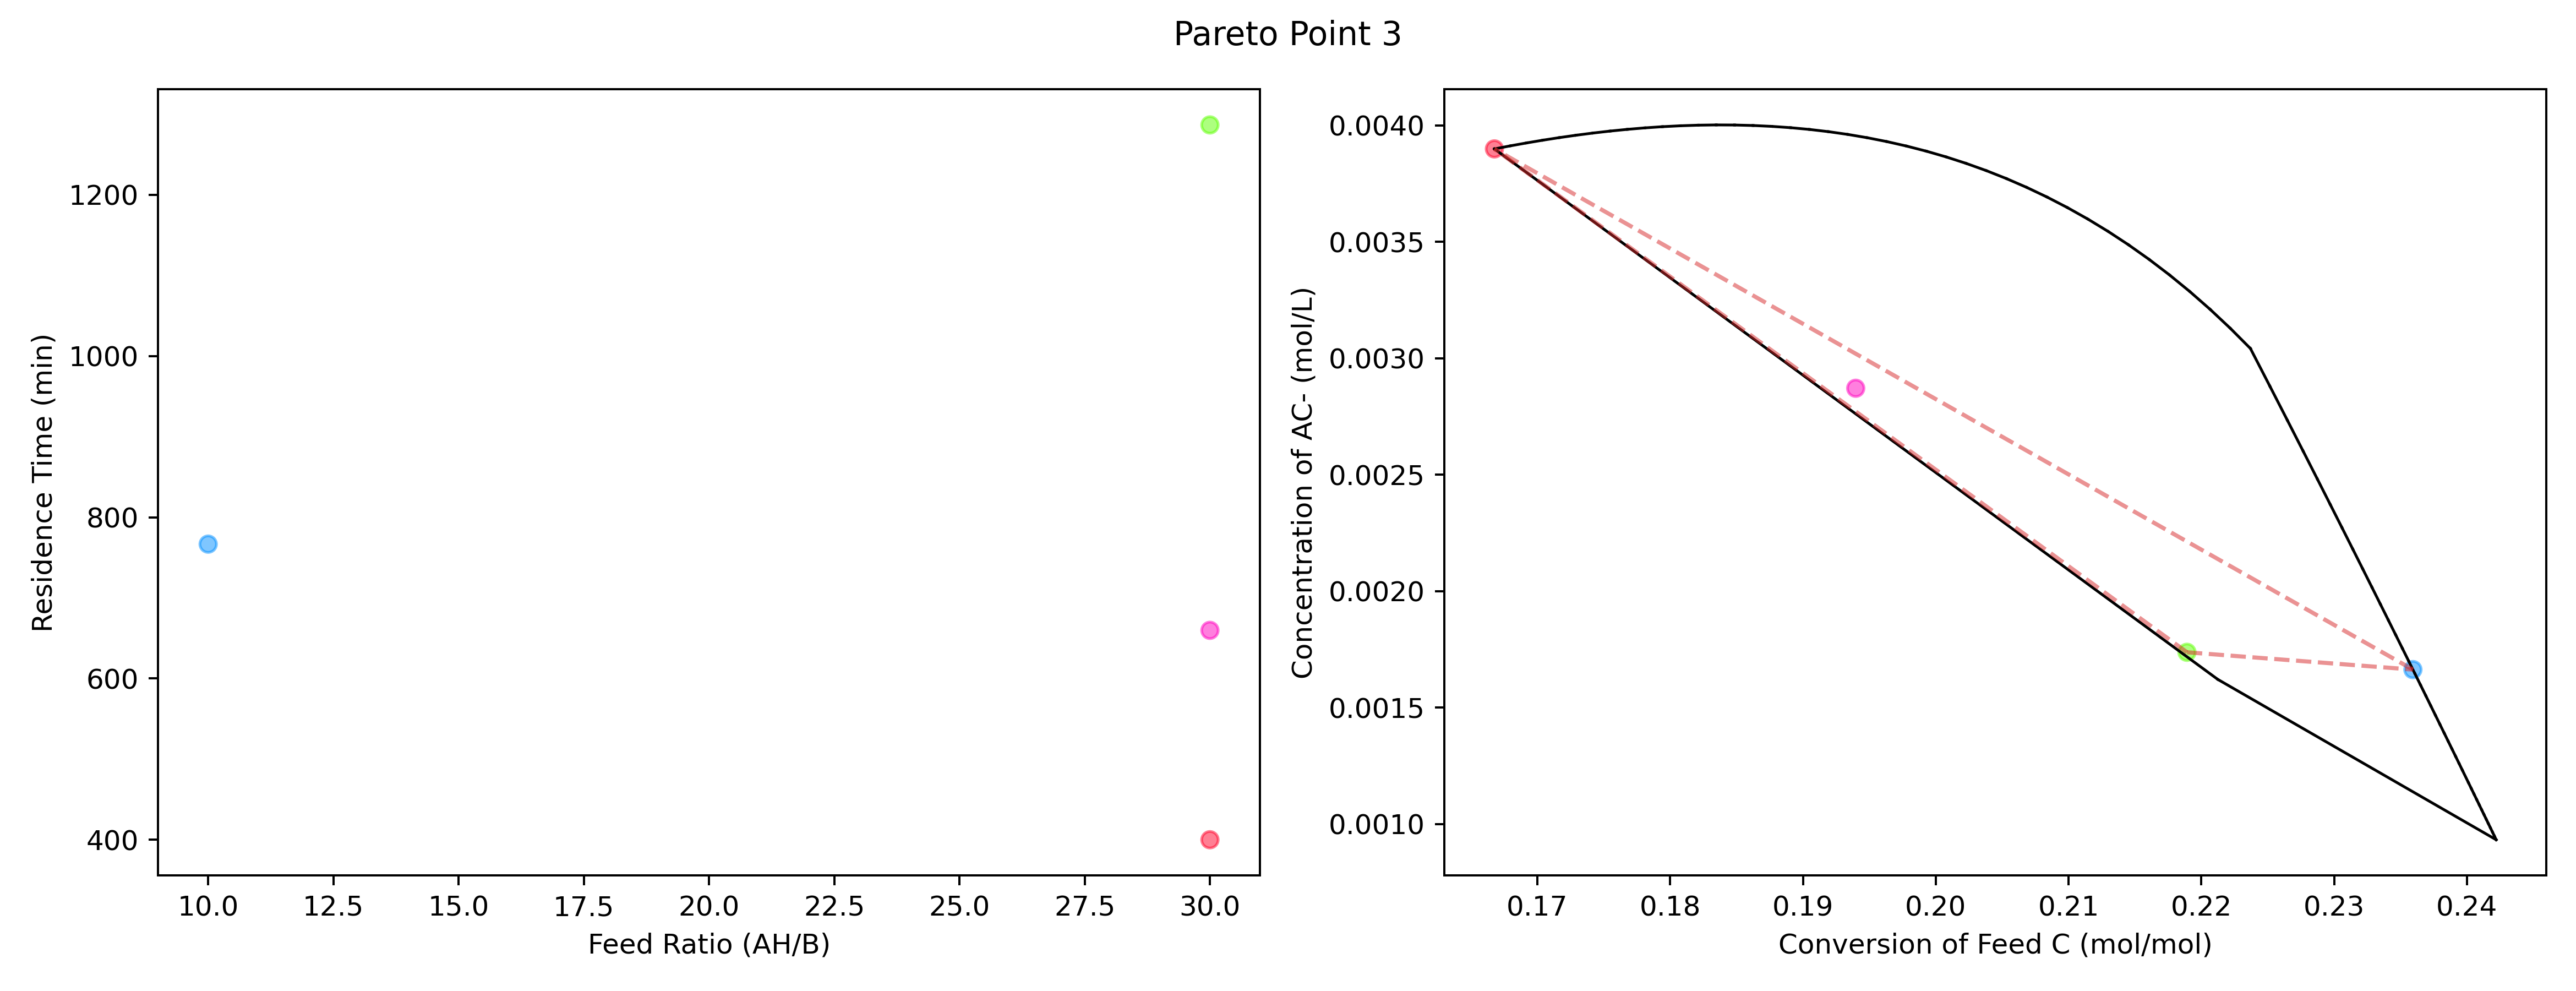 Pareto Point 3
Residence Time (min)
1200
1000
800
600
400
10.0 12.5 15.0 17.5 20.0 22.5 25.0 27.5 30.0
Feed Ratio (AH/B)
Concentration of AC- (mol/L)
0.0040
0.0035
0.0030
0.0025
0.0020
0.0015
0.0010
0.17 0.18 0.19 0.20 0.21 0.22 0.23 0.24
Conversion of Feed C (mol/mol)